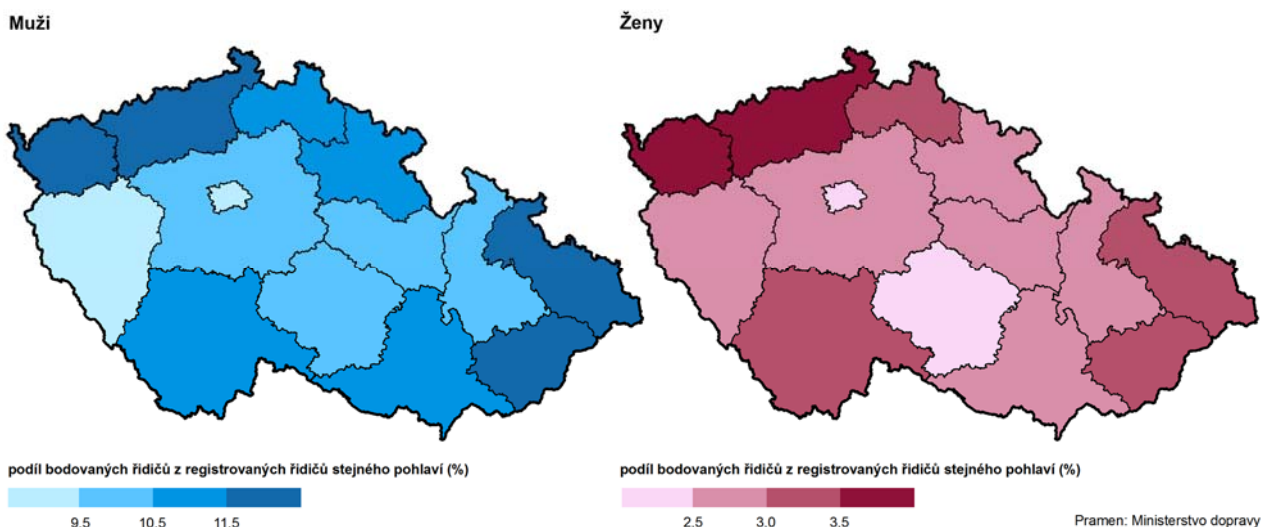 Muži
Ženy
podíl bodovaných řidičů z registrovaných řidičů stejného pohlaví (%)
9.5 10.5 11.5
podíl bodovaných řidičů z registrovaných řidičů stejného pohlaví (%)
2.5 3.0 3.5
Pramen: Ministerstvo dopravy